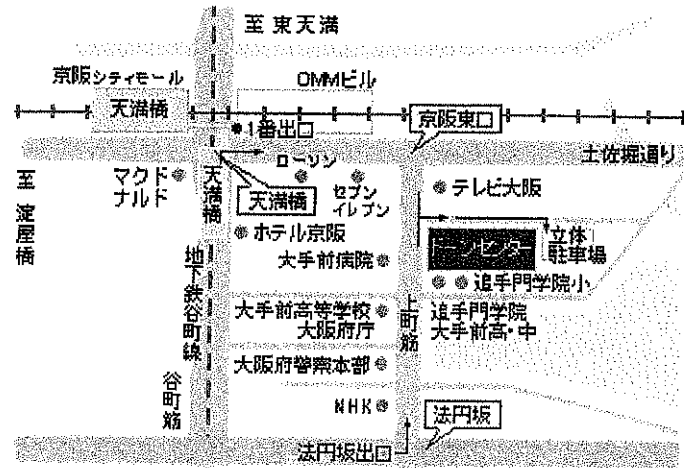 至 東天満
京阪シティモール
OMMビル
天満橋
1番出口
京阪東口
土佐堀通り
ローソン
至 淀屋橋
マクド
ナルド
天満橋
天満橋
セブン
イレブン
テレビ大阪
ホテル京阪
ドーンセンター
立体
駐車場
大手前病院
追手門学院小
地下鉄谷町線
大手前高等学校
大阪府庁
上町筋
追手門学院
大手前高・中
大阪府警察本部
谷町筋
NHK
法円坂
法円坂出口